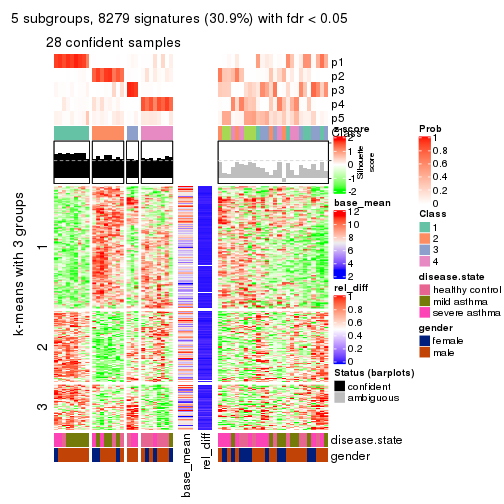 5 subgroups, 8279 signatures (30.9%) with fdr < 0.05
28 confident samples
p1
p2
p3
p4
p5
Class
z-score
2
1
0
-1
-2
Silhouette
score
k-means with 3 groups
1
2
3
base_mean
12
10
8
6
4
2
rel_diff
1
0.8
0.6
0.4
0.2
0
Status (barplots)
confident
ambiguous
Prob
1
0.8
0.6
0.4
0.2
0
Class
1
2
3
4
disease.state
healthy control
mild asthma
severe asthma
gender
female
male
disease.state
gender
base_mean
rel_diff